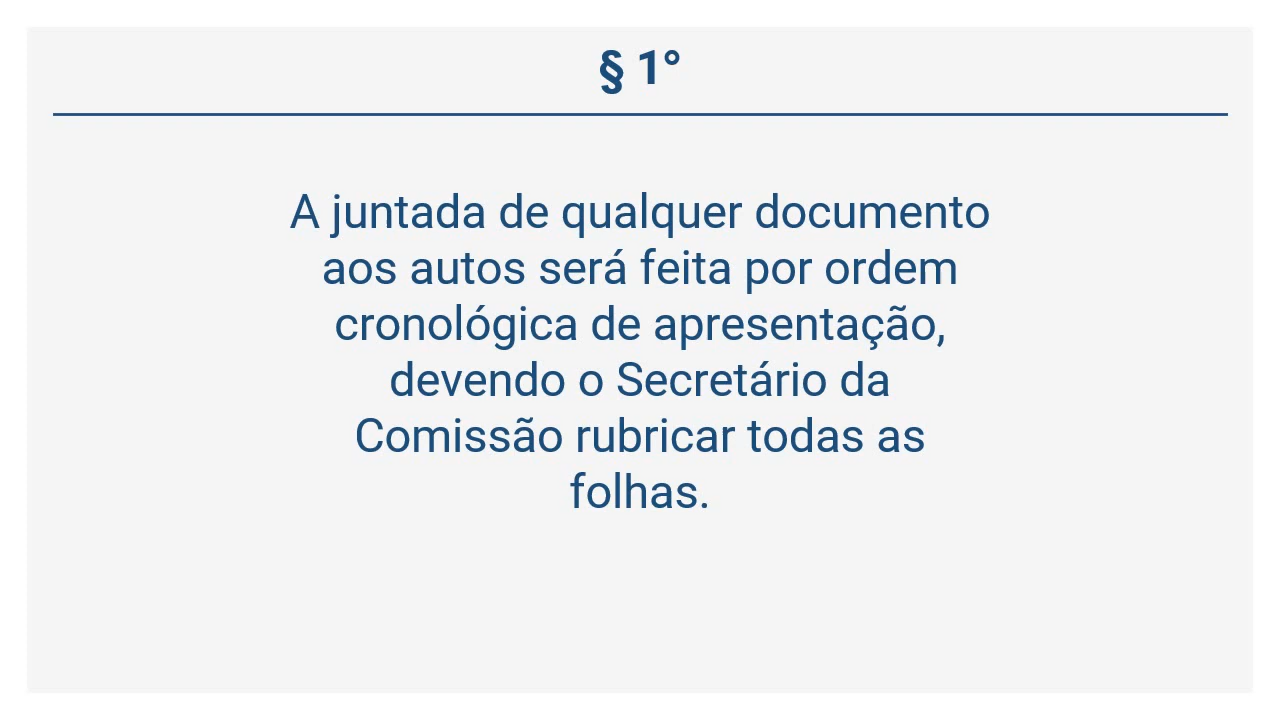 § 1°
A juntada de qualquer documento
aos autos será feita por ordem
cronológica de apresentação,
devendo o Secretário da
Comissão rubricar todas as
folhas.